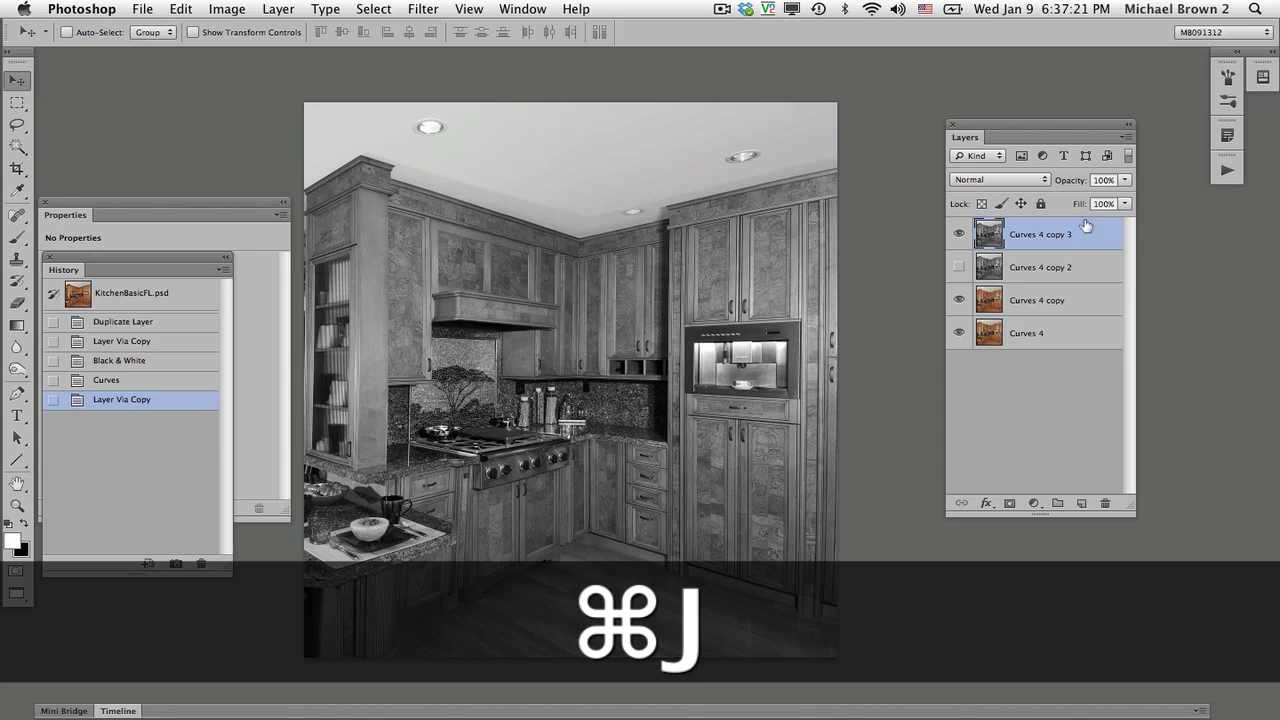 Photoshop File Edit Image Layer Type Select Filter View Window Help Wed Jan 9 6:37:21 PM Michael Brown 2
Auto-Select: Group Show Transform Controls M8091312
Properties
No Properties
History
KitchenBasicFL.psd
Duplicate Layer
Layer Via Copy
Black & White
Curves
Layer Via Copy
Layers
Kind
Normal Opacity: 100%
Lock: Fill: 100%
Curves 4 copy 3
Curves 4 copy 2
Curves 4 copy
Curves 4
fx
⌘J
Mini Bridge Timeline